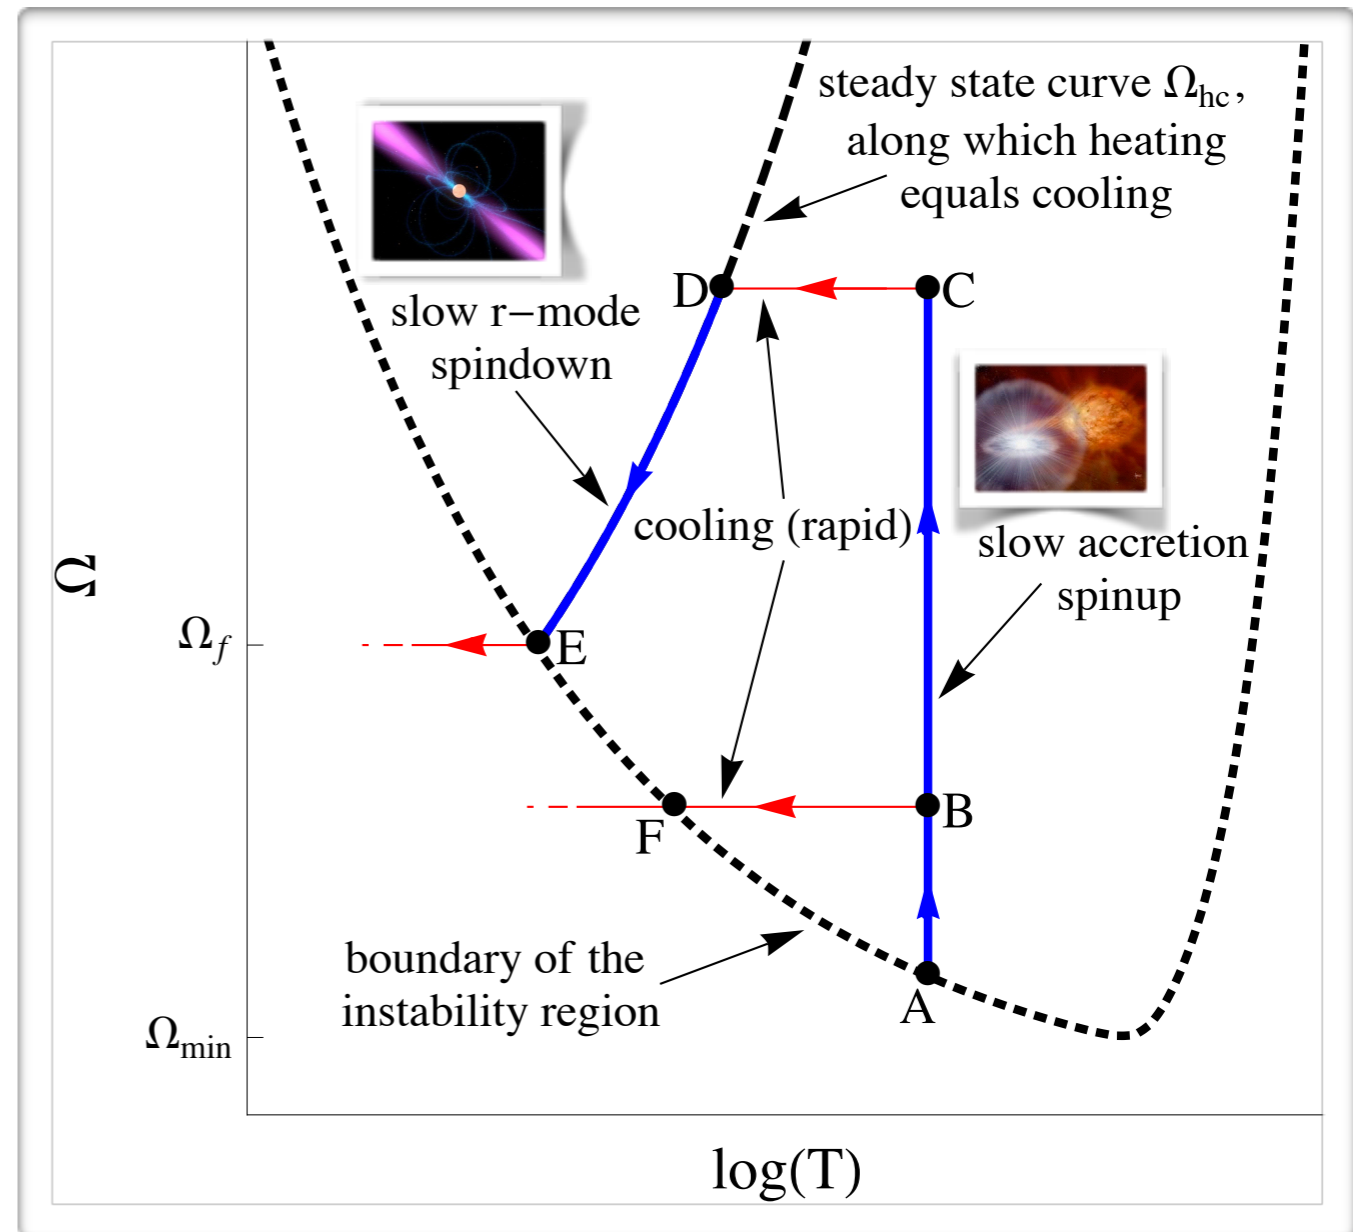 steady state curve Ωhc,
along which heating
equals cooling
D
C
slow r−mode
spindown
cooling (rapid)
slow accretion
spinup
Ω
Ωf
E
B
F
boundary of the
instability region
A
Ωmin
log(T)